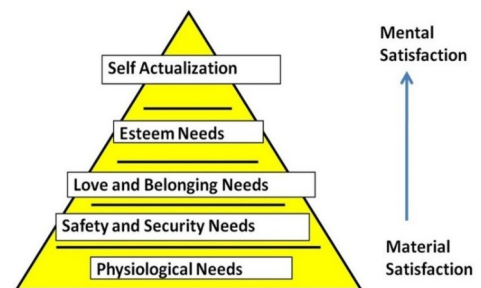 Mental
Satisfaction
Self Actualization
Esteem Needs
Love and Belonging Needs
Safety and Security Needs
Physiological Needs
Material
Satisfaction